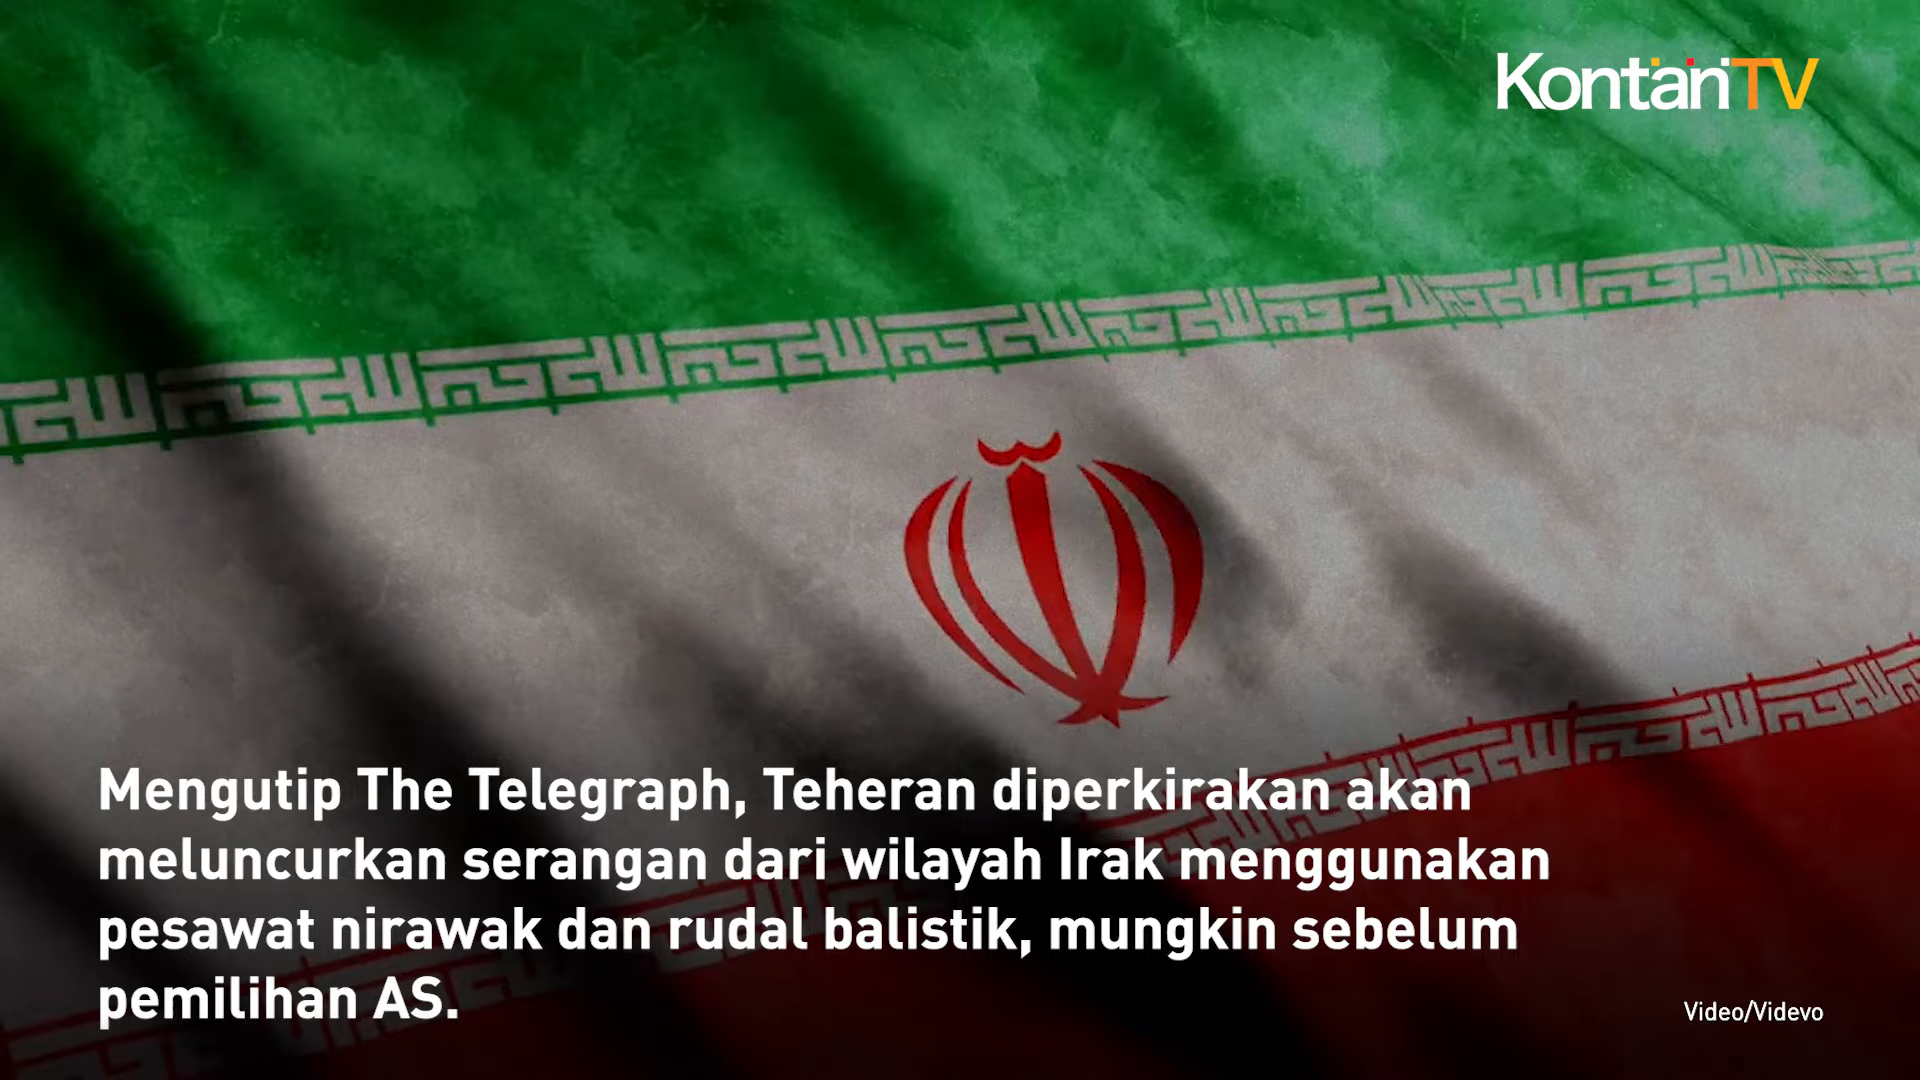 KontanTV
Mengutip The Telegraph, Teheran diperkirakan akan
meluncurkan serangan dari wilayah Irak menggunakan
pesawat nirawak dan rudal balistik, mungkin sebelum
pemilihan AS.
Video/Videvo